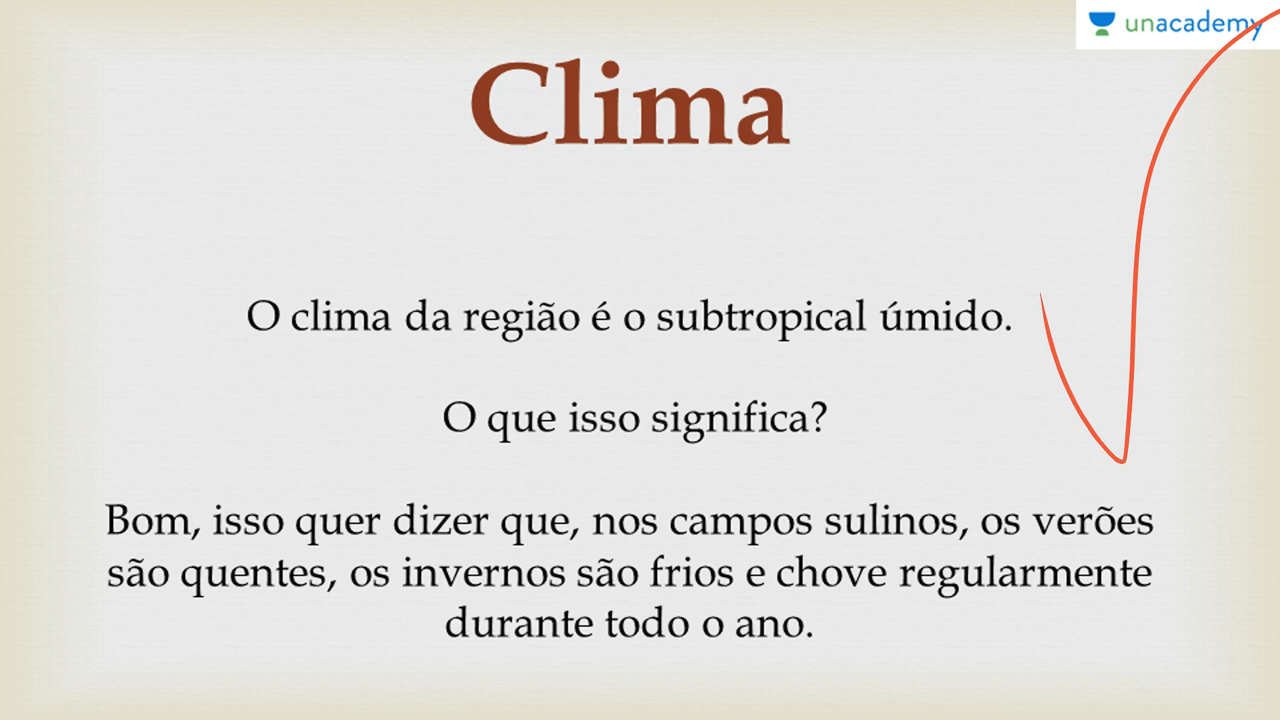 unacademy
Clima
O clima da região é o subtropical úmido.
O que isso significa?
Bom, isso quer dizer que, nos campos sulinos, os verões
são quentes, os invernos são frios e chove regularmente
durante todo o ano.